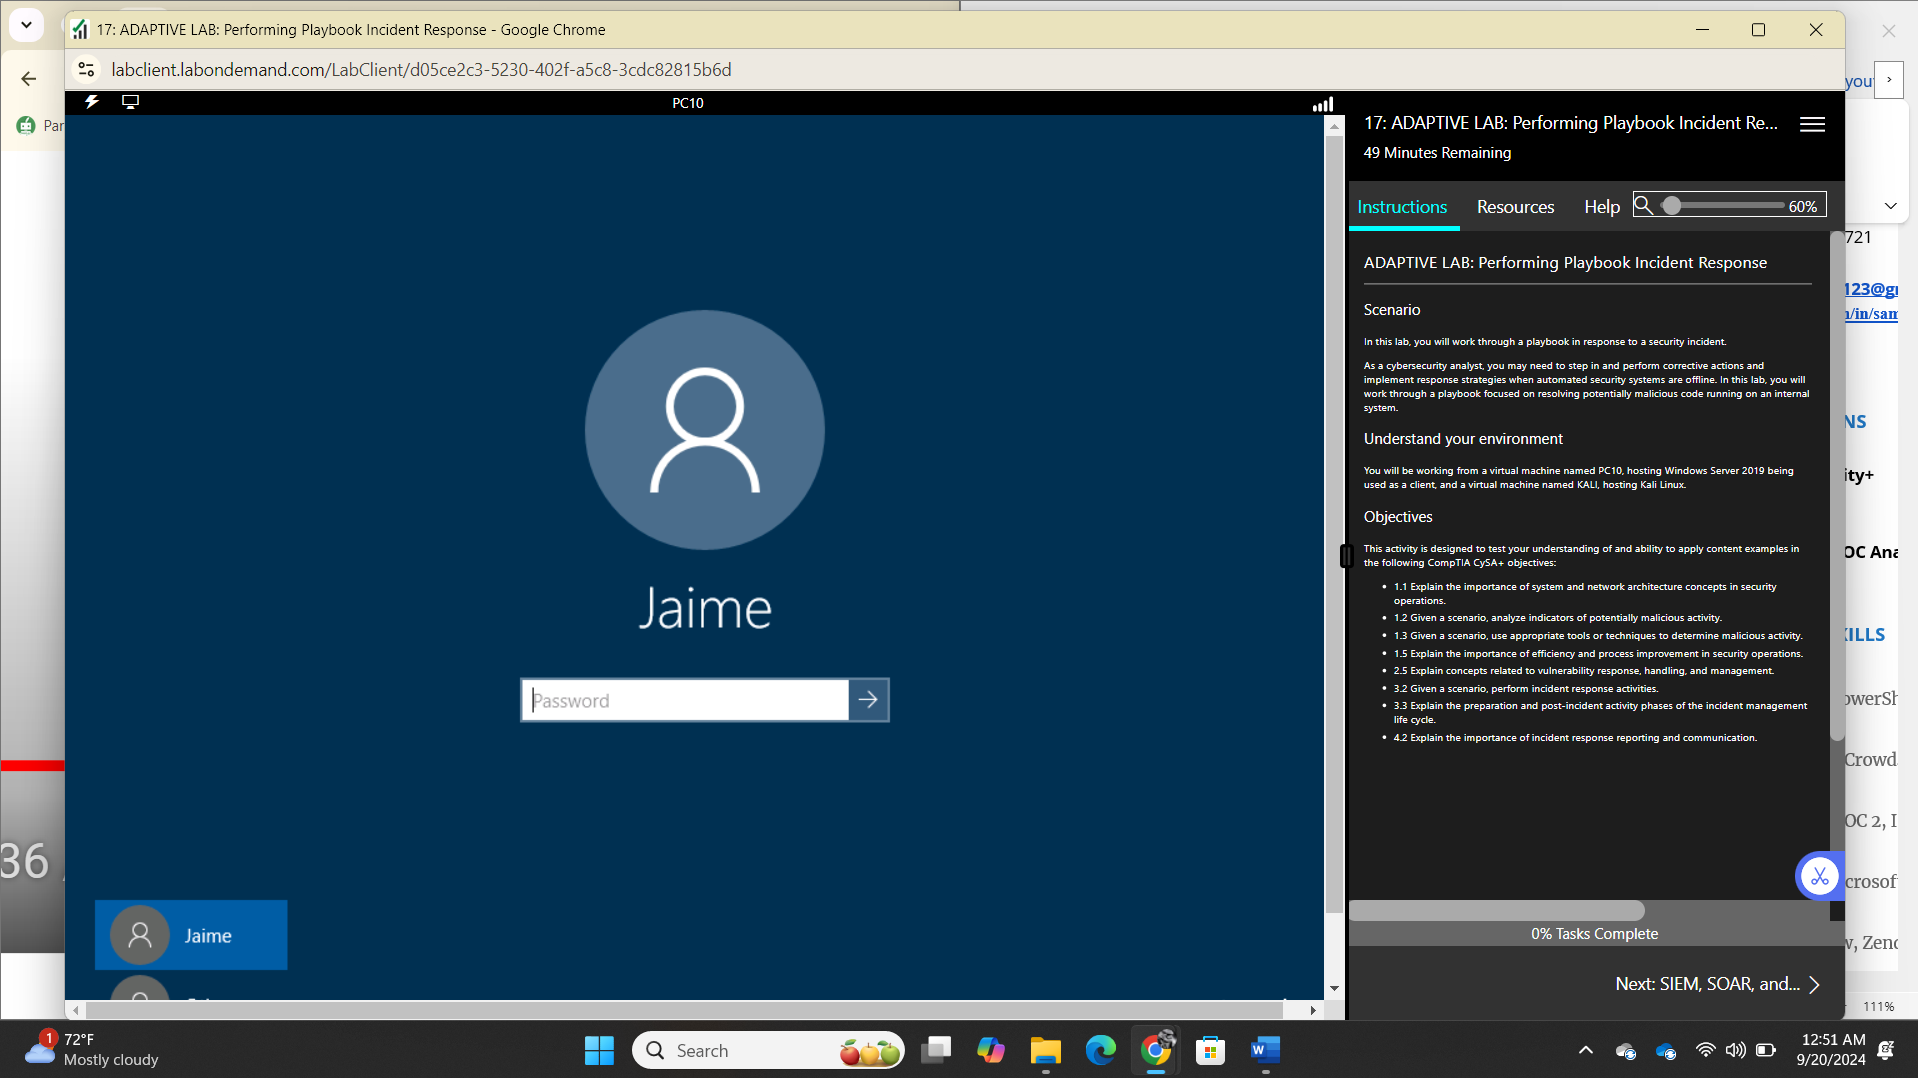 17: ADAPTIVE LAB: Performing Playbook Incident Response - Google Chrome
labclient.labondemand.com/LabClient/d05ce2c3-5230-402f-a5c8-3cdc82815b6d
PC10
Jaime
Password
Jaime
17: ADAPTIVE LAB: Performing Playbook Incident Re...
49 Minutes Remaining
Instructions
Resources
Help
60%
ADAPTIVE LAB: Performing Playbook Incident Response
Scenario
In this lab, you will work through a playbook in response to a security incident.
As a cybersecurity analyst, you may need to step in and perform corrective actions and
implement response strategies when automated security systems are offline. In this lab, you will
work through a playbook focused on resolving potentially malicious code running on an internal
system.
Understand your environment
You will be working from a virtual machine named PC10, hosting Windows Server 2019 being
used as a client, and a virtual machine named KALI, hosting Kali Linux.
Objectives
This activity is designed to test your understanding of and ability to apply content examples in
the following CompTIA CySA+ objectives:
• 1.1 Explain the importance of system and network architecture concepts in security
operations.
• 1.2 Given a scenario, analyze indicators of potentially malicious activity.
• 1.3 Given a scenario, use appropriate tools or techniques to determine malicious activity.
• 1.5 Explain the importance of efficiency and process improvement in security operations.
• 2.5 Explain concepts related to vulnerability response, handling, and management.
• 3.2 Given a scenario, perform incident response activities.
• 3.3 Explain the preparation and post-incident activity phases of the incident management
life cycle.
• 4.2 Explain the importance of incident response reporting and communication.
0% Tasks Complete
Next: SIEM, SOAR, and...
Par
36
you
721
123@g
n/in/sam
NS
ity+
OC Ana
ILLS
owerSh
Crowd
OC 2, I
crosof
w, Zend
111%
1
72°F
Mostly cloudy
Search
12:51 AM
9/20/2024